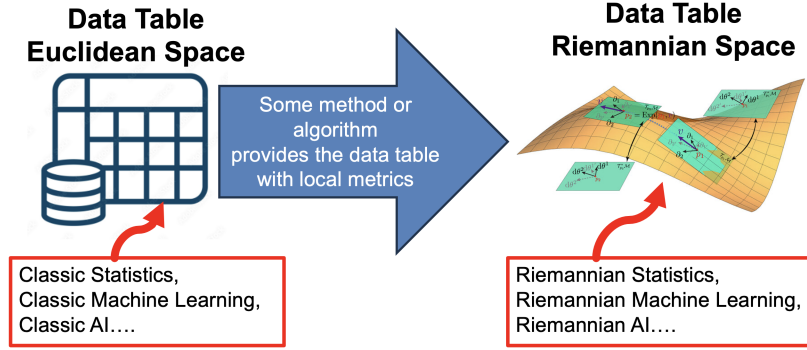 Data Table
Euclidean Space
Data Table
Riemannian Space
Some method or
algorithm
provides the data table
with local metrics
Classic Statistics,
Classic Machine Learning,
Classic AI….
Riemannian Statistics,
Riemannian Machine Learning,
Riemannian AI….